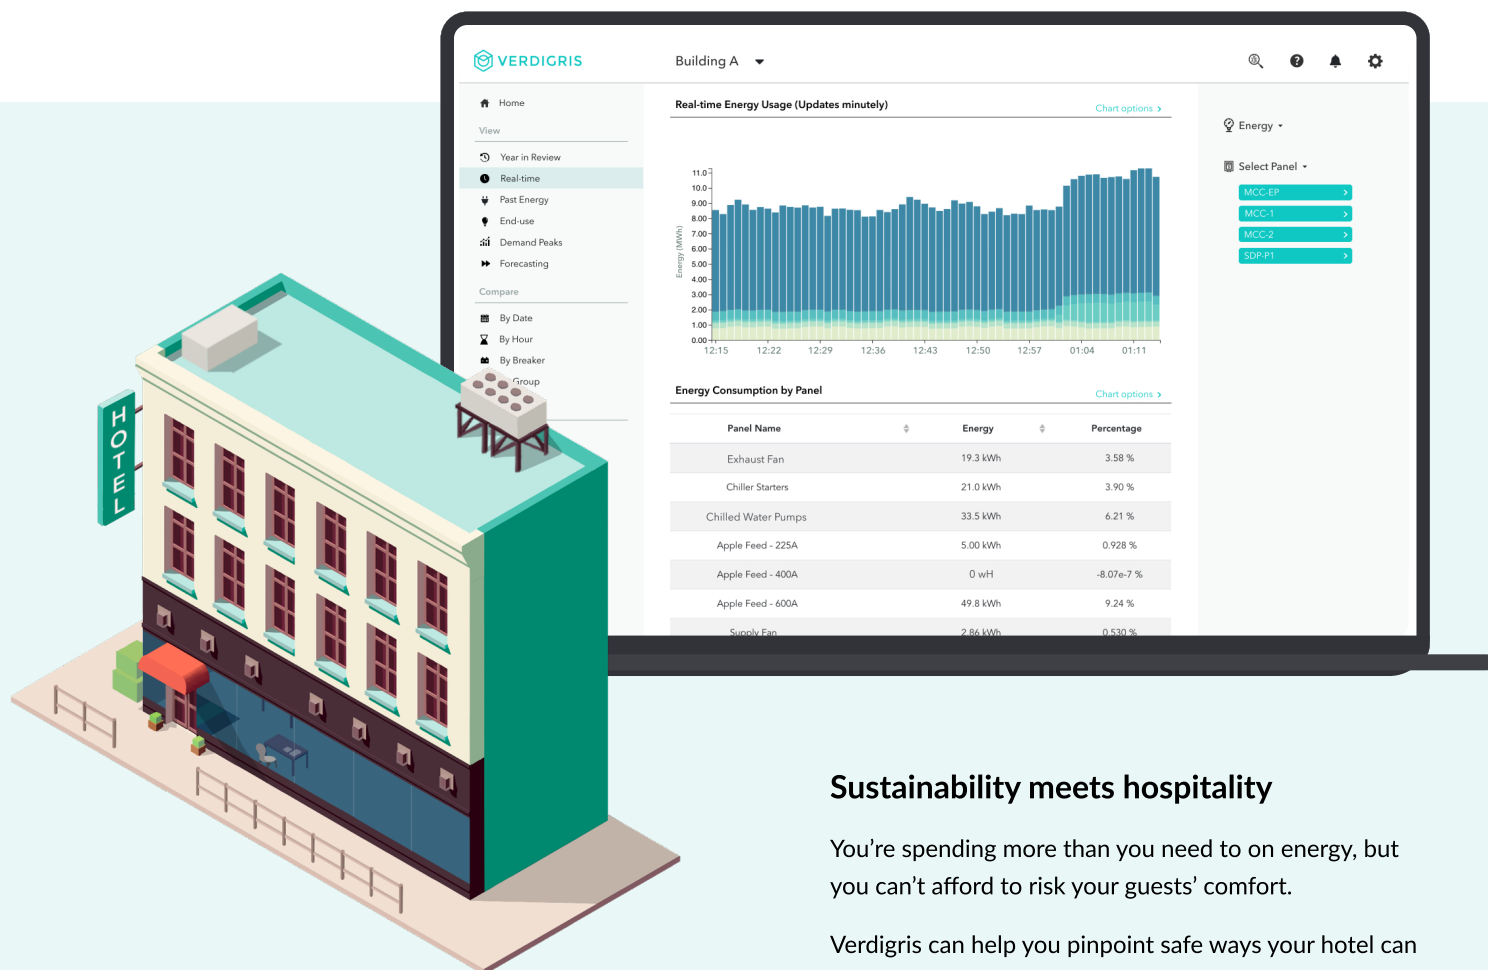 VERDIGRIS
Building A
Home
View
Year in Review
Real-time
Past Energy
End-use
Demand Peaks
Forecasting
Compare
By Date
By Hour
By Breaker
Group
Real-time Energy Usage (Updates minutely)
Chart options
Energy (MWh)
11.0
10.0
9.00
8.00
7.00
6.00
5.00
4.00
3.00
2.00
1.00
0.00
12:15 12:22 12:29 12:36 12:43 12:50 12:57 01:04 01:11
Energy Consumption by Panel
Chart options
Panel Name Energy Percentage
Exhaust Fan 19.3 kWh 3.58 %
Chiller Starters 21.0 kWh 3.90 %
Chilled Water Pumps 33.5 kWh 6.21 %
Apple Feed - 225A 5.00 kWh 0.928 %
Apple Feed - 400A 0 wH -8.07e-7 %
Apple Feed - 600A 49.8 kWh 9.24 %
Supply Fan 2.86 kWh 0.530 %
Energy
Select Panel
MCC-EP
MCC-1
MCC-2
SDP-P1
HOTEL
Sustainability meets hospitality
You’re spending more than you need to on energy, but
you can’t afford to risk your guests’ comfort.
Verdigris can help you pinpoint safe ways your hotel can